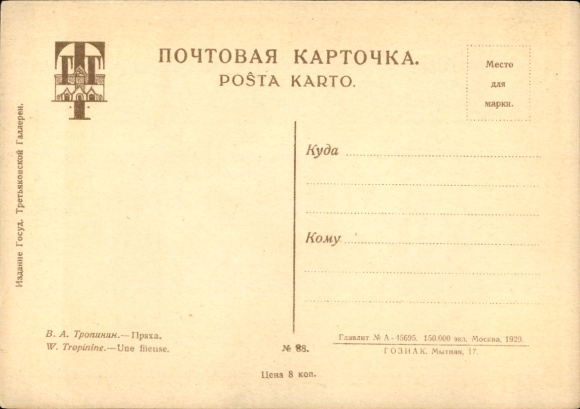 ПОЧТОВАЯ КАРТОЧКА.
POŜTA KARTO.
Место
для
марки.
Издание Госуд. Третьяковской Галлереи.
Куда
Кому
В. А. Тропинин.—Пряха.
W. Tropinine.—Une fileuse.
№ 88.
Главлит № А-45695. 150.000 экз. Москва, 1929.
ГОЗНАК. Мытная, 17.
Цена 8 коп.